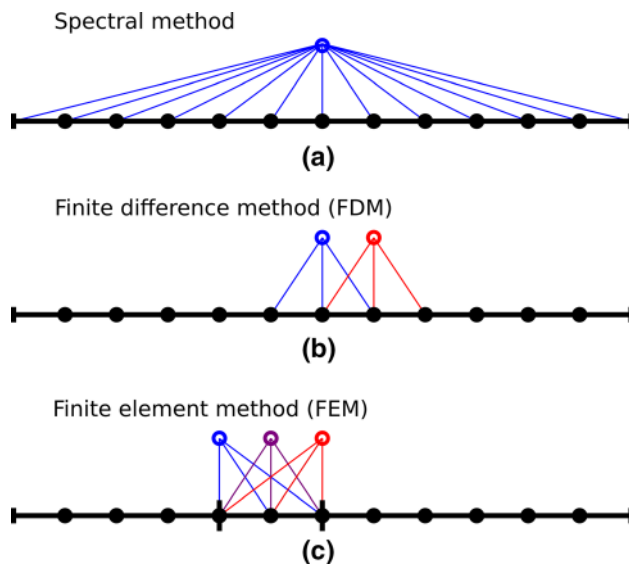 Spectral method
(a)
Finite difference method (FDM)
(b)
Finite element method (FEM)
(c)